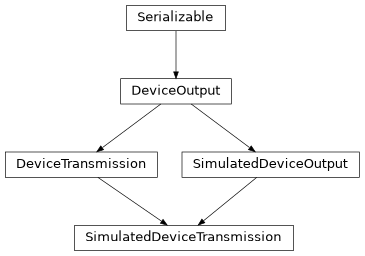 Serializable
DeviceOutput
DeviceTransmission
SimulatedDeviceOutput
SimulatedDeviceTransmission